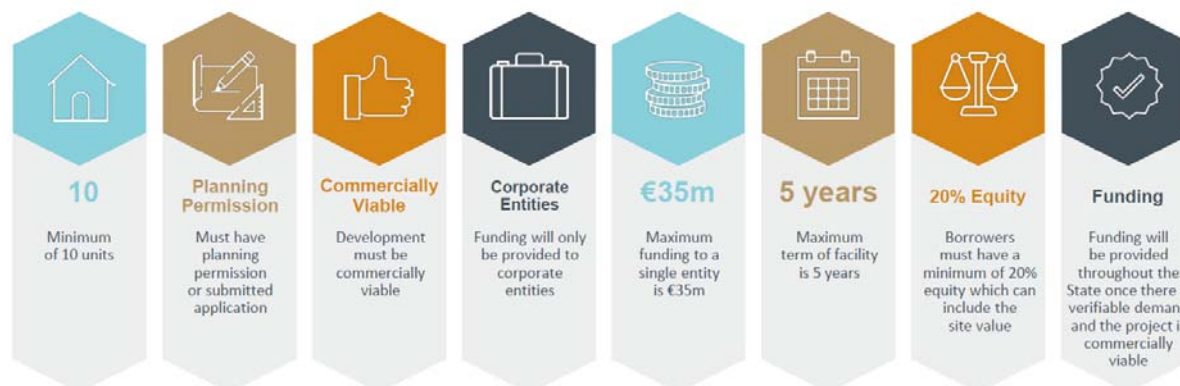 10
Minimum
of 10 units
Planning
Permission
Must have
planning
permission
or submitted
application
Commercially
Viable
Development
must be
commercially
viable
Corporate
Entities
Funding will only
be provided to
corporate
entities
€35m
Maximum
funding to a
single entity
is €35m
5 years
Maximum
term of facility
is 5 years
20% Equity
Borrowers
must have a
minimum of 20%
equity which can
include the
site value
Funding
Funding will
be provided
throughout the
State once there
verifiable deman
and the project i
commercially
viable